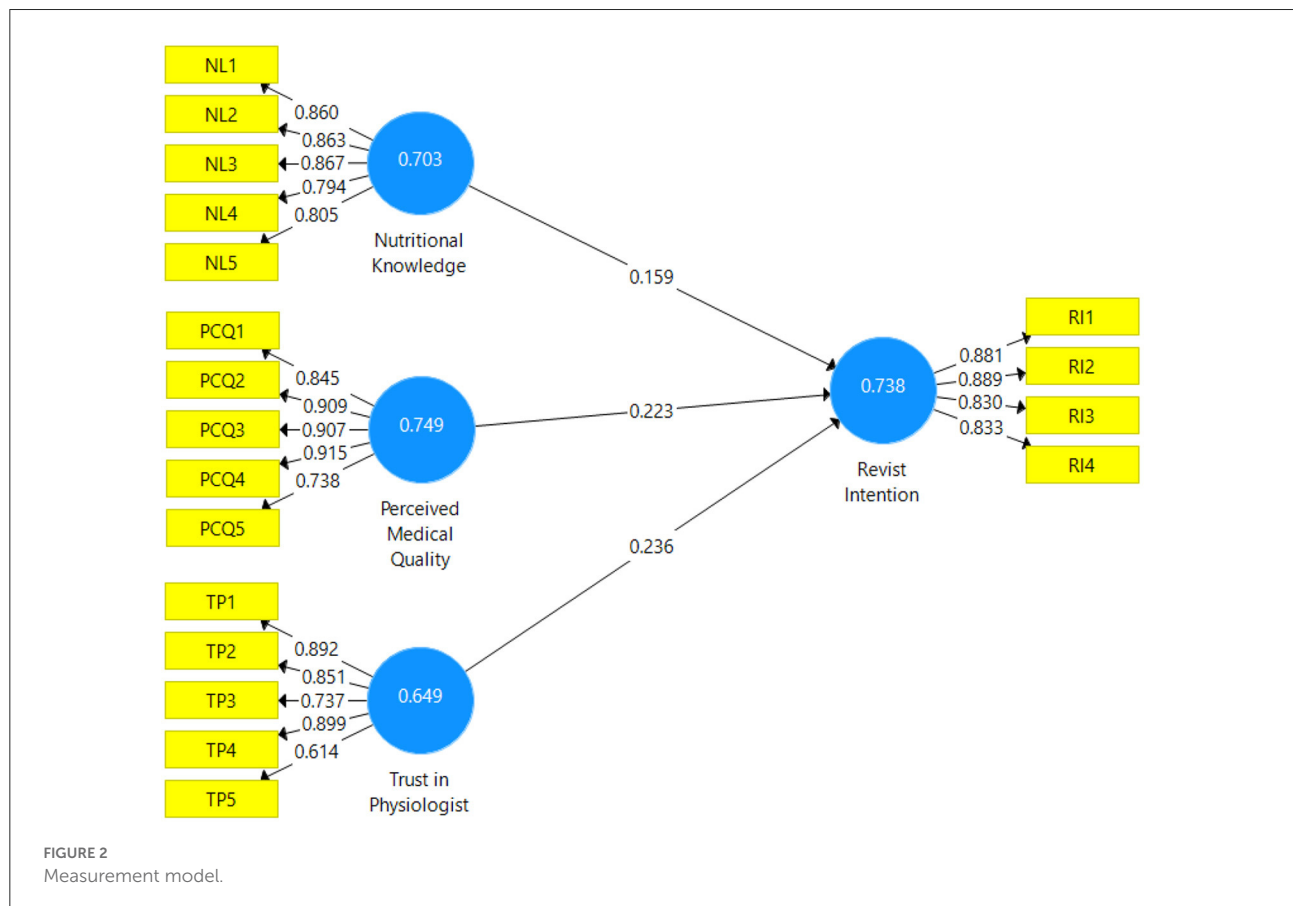 NL1
NL2
NL3
NL4
NL5
0.860
0.863
0.867
0.794
0.805
0.703
Nutritional
Knowledge
0.159
PCQ1
PCQ2
PCQ3
PCQ4
PCQ5
0.845
0.909
0.907
0.915
0.738
0.749
Perceived
Medical
Quality
0.223
TP1
TP2
TP3
TP4
TP5
0.892
0.851
0.737
0.899
0.614
0.649
Trust in
Physiologist
0.236
0.738
Revist
Intention
0.881
0.889
0.830
0.833
RI1
RI2
RI3
RI4
FIGURE 2
Measurement model.